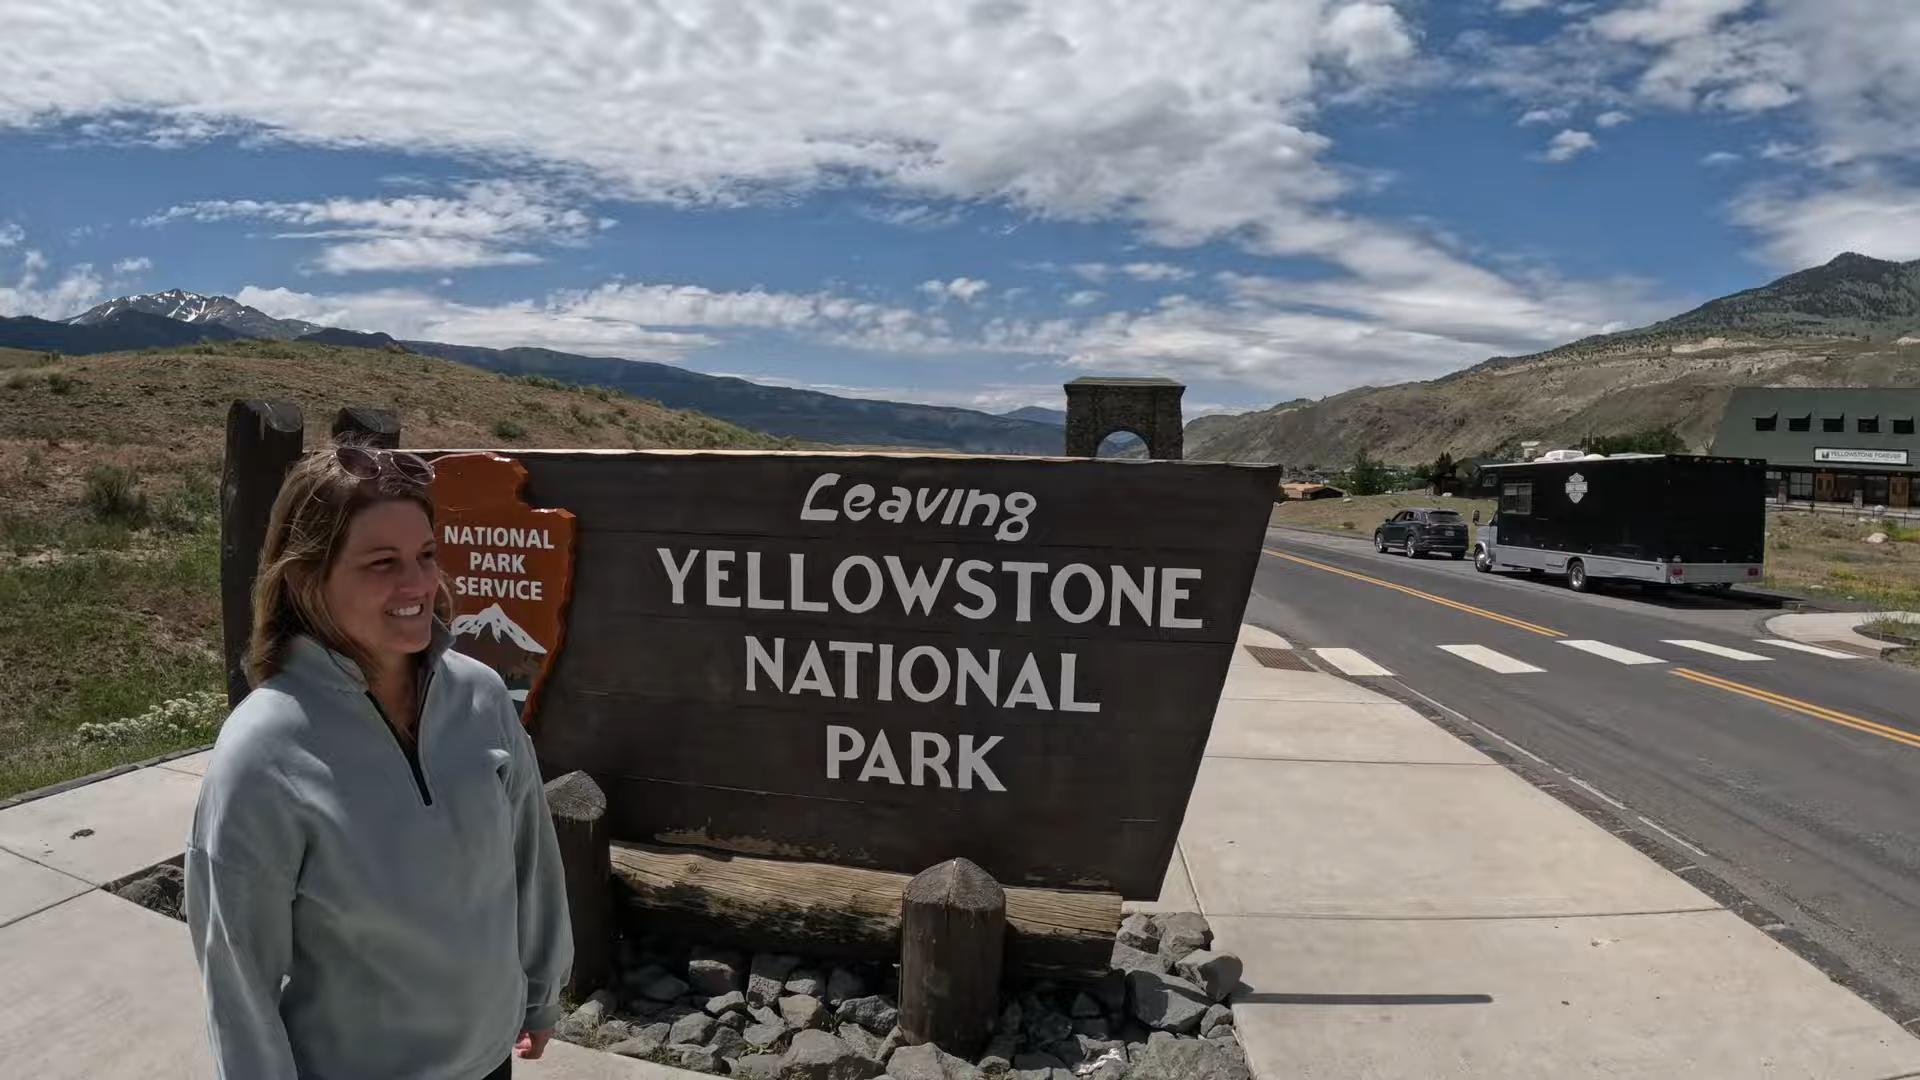 Leaving
YELLOWSTONE
NATIONAL
PARK
NATIONAL
PARK
SERVICE
YELLOWSTONE FOREVER